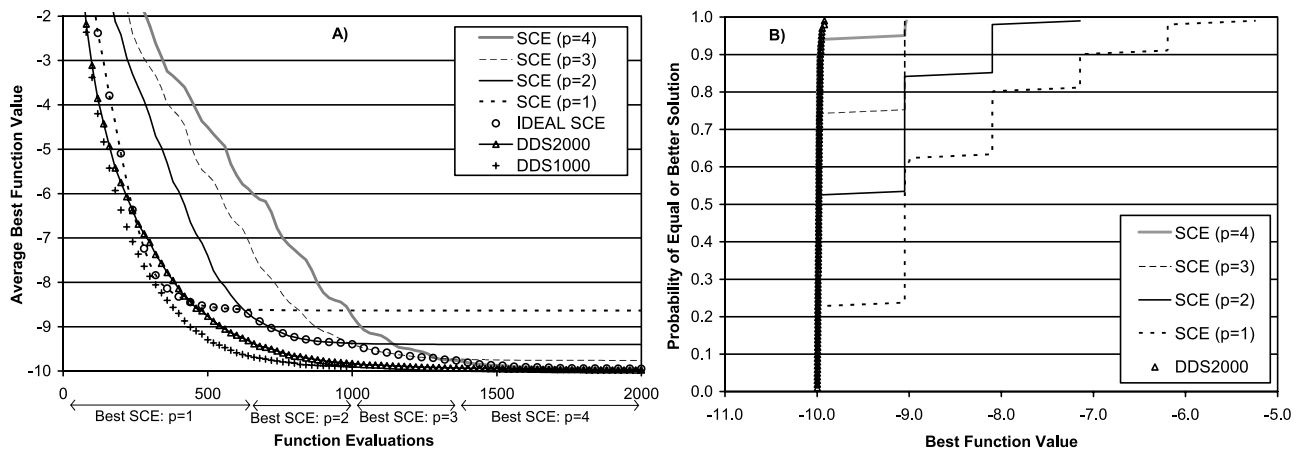 A)
Average Best Function Value
-2
-3
-4
-5
-6
-7
-8
-9
-10
SCE (p=4)
SCE (p=3)
SCE (p=2)
SCE (p=1)
IDEAL SCE
DDS2000
DDS1000
0 500 1000 1500 2000
Best SCE: p=1 Best SCE: p=2 Best SCE: p=3 Best SCE: p=4
Function Evaluations
B)
Probability of Equal or Better Solution
1.0
0.9
0.8
0.7
0.6
0.5
0.4
0.3
0.2
0.1
0.0
SCE (p=4)
SCE (p=3)
SCE (p=2)
SCE (p=1)
DDS2000
-11.0 -10.0 -9.0 -8.0 -7.0 -6.0 -5.0
Best Function Value